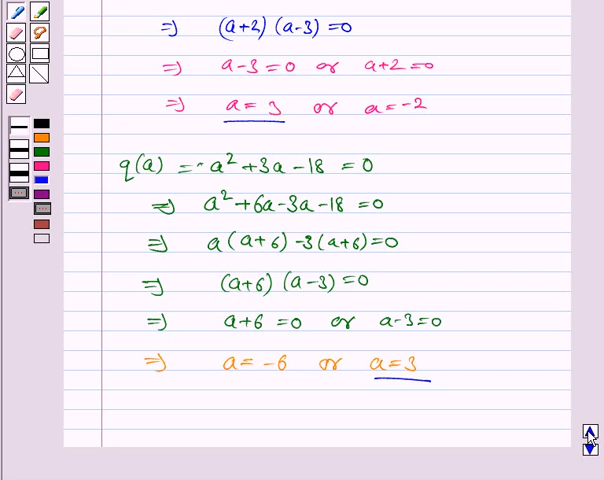 ⇒ (a+2) (a-3) = 0
⇒ a-3 = 0 or a+2 = 0
⇒ a = 3 or a = -2
q(a) = a² + 3a - 18 = 0
⇒ a² + 6a - 3a - 18 = 0
⇒ a (a+6) - 3 (a+6) = 0
⇒ (a+6) (a-3) = 0
⇒ a+6 = 0 or a-3 = 0
⇒ a = -6 or a = 3